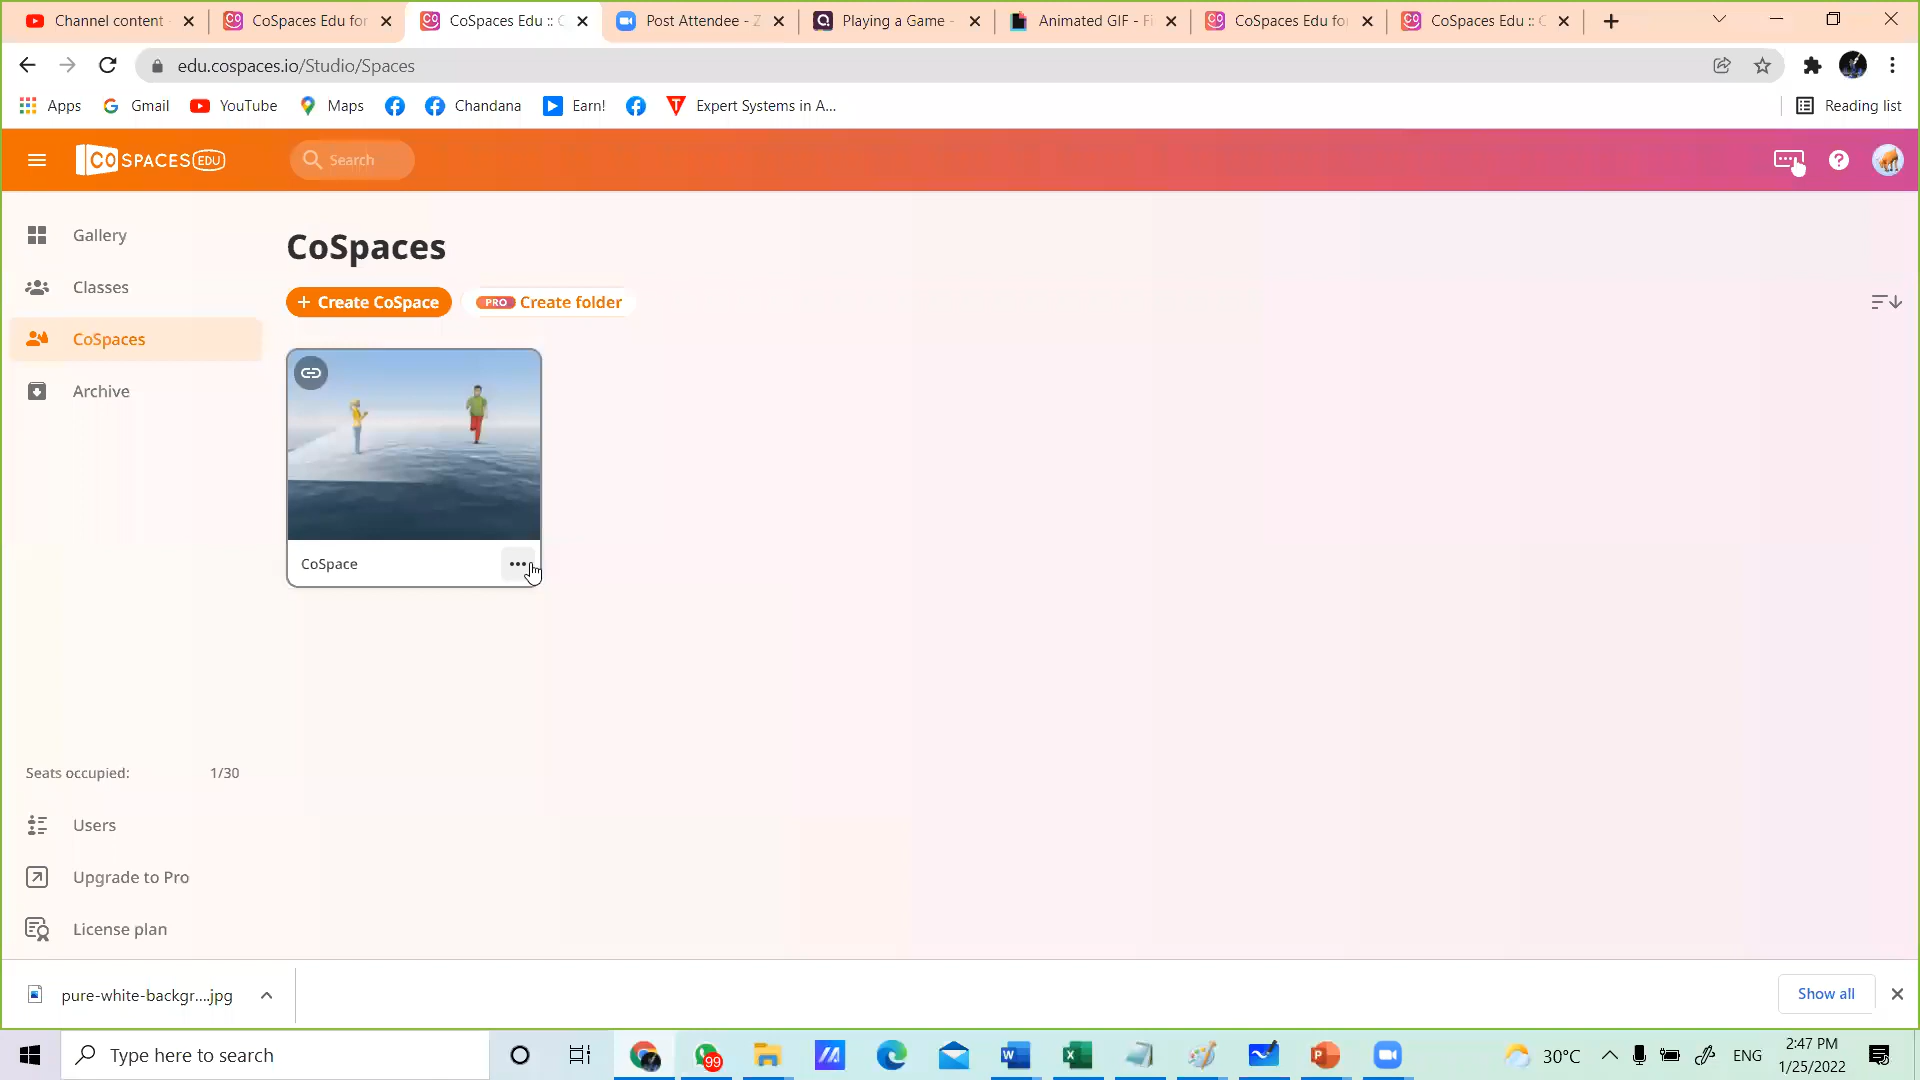 Channel content
CoSpaces Edu for
CoSpaces Edu :: C
Post Attendee - Z
Playing a Game -
Animated GIF - Fi
CoSpaces Edu fo
CoSpaces Edu :: C
edu.cospaces.io/Studio/Spaces
Apps
Gmail
YouTube
Maps
Chandana
Earn!
Expert Systems in A...
Reading list
COSPACES EDU
Search
Gallery
Classes
CoSpaces
Archive
CoSpaces
+ Create CoSpace
PRO Create folder
CoSpace
Seats occupied: 1/30
Users
Upgrade to Pro
License plan
pure-white-backgr....jpg
Show all
Type here to search
99
30°C
ENG
2:47 PM
1/25/2022